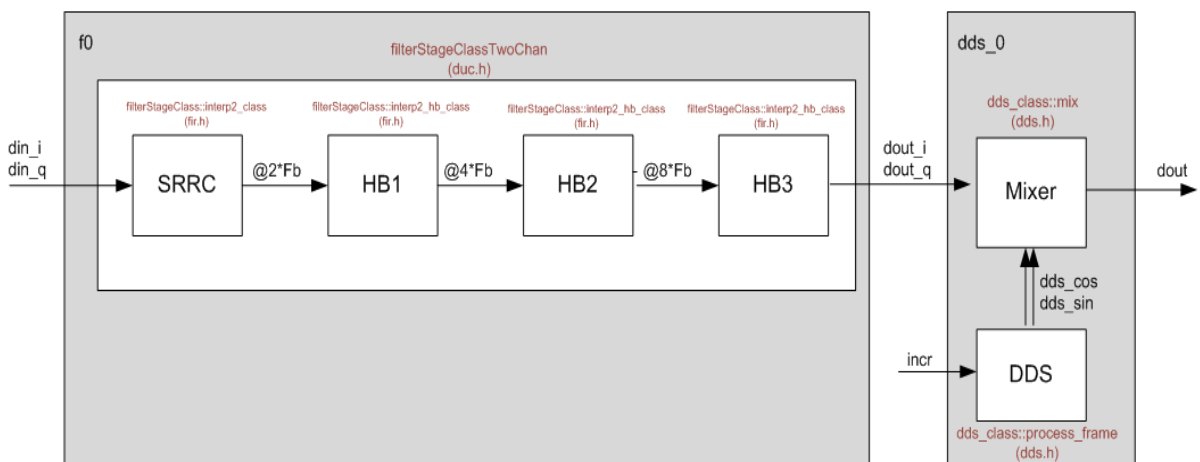 f0
dds_0
filterStageClassTwoChan
(duc.h)
filterStageClass::interp2_class
(fir.h)
filterStageClass::interp2_hb_class
(fir.h)
filterStageClass::interp2_hb_class
(fir.h)
filterStageClass::interp2_hb_class
(fir.h)
dds_class::mix
(dds.h)
din_i
din_q
SRRC
@2*Fb
HB1
@4*Fb
HB2
@8*Fb
HB3
dout_i
dout_q
Mixer
dout
dds_cos
dds_sin
incr
DDS
dds_class::process_frame
(dds.h)